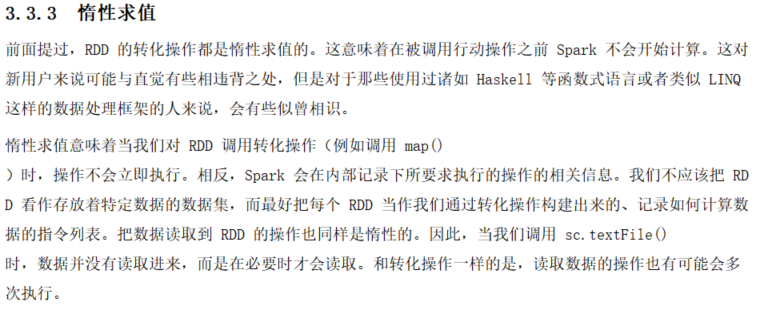 3.3.3 惰性求值
前面提过，RDD 的转化操作都是惰性求值的。这意味着在被调用行动操作之前 Spark 不会开始计算。这对
新用户来说可能与直觉有些相违背之处，但是对于那些使用过诸如 Haskell 等函数式语言或者类似 LINQ
这样的数据处理框架的人来说，会有些似曾相识。
惰性求值意味着当我们对 RDD 调用转化操作（例如调用 map()
）时，操作不会立即执行。相反，Spark 会在内部记录下所要求执行的操作的相关信息。我们不应该把 RD
D 看作存放着特定数据的数据集，而最好把每个 RDD 当作我们通过转化操作构建出来的、记录如何计算数
据的指令列表。把数据读取到 RDD 的操作也同样是惰性的。因此，当我们调用 sc.textFile()
时，数据并没有读取进来，而是在必要时才会读取。和转化操作一样的是，读取数据的操作也有可能会多
次执行。